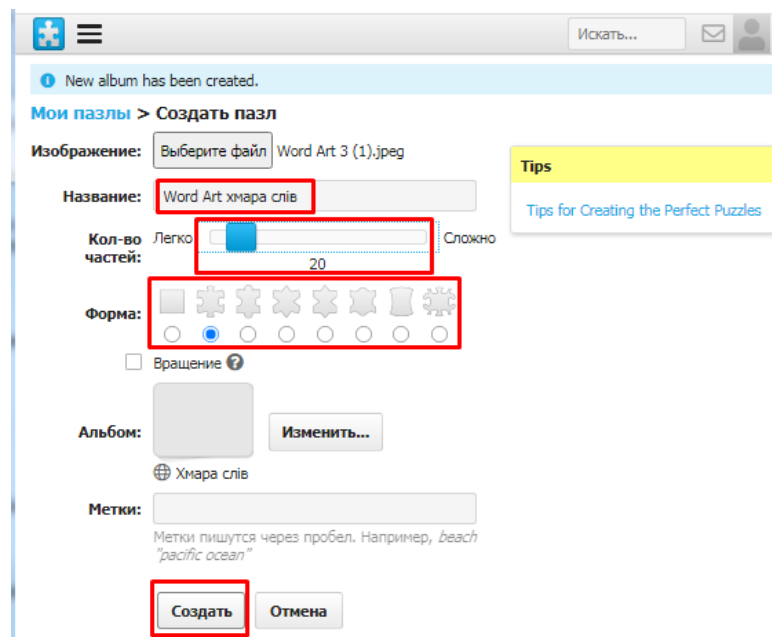 Искать...
New album has been created.
Мои пазлы > Создать пазл
Изображение: Выберите файл Word Art 3 (1).jpeg
Tips
Название: Word Art хмара слів
Tips for Creating the Perfect Puzzles
Кол-во частей: Легко Сложно
20
Форма:
Вращение ?
Альбом: Изменить...
Хмара слів
Метки:
Метки пишутся через пробел. Например, beach
"pacific ocean"
Создать Отмена